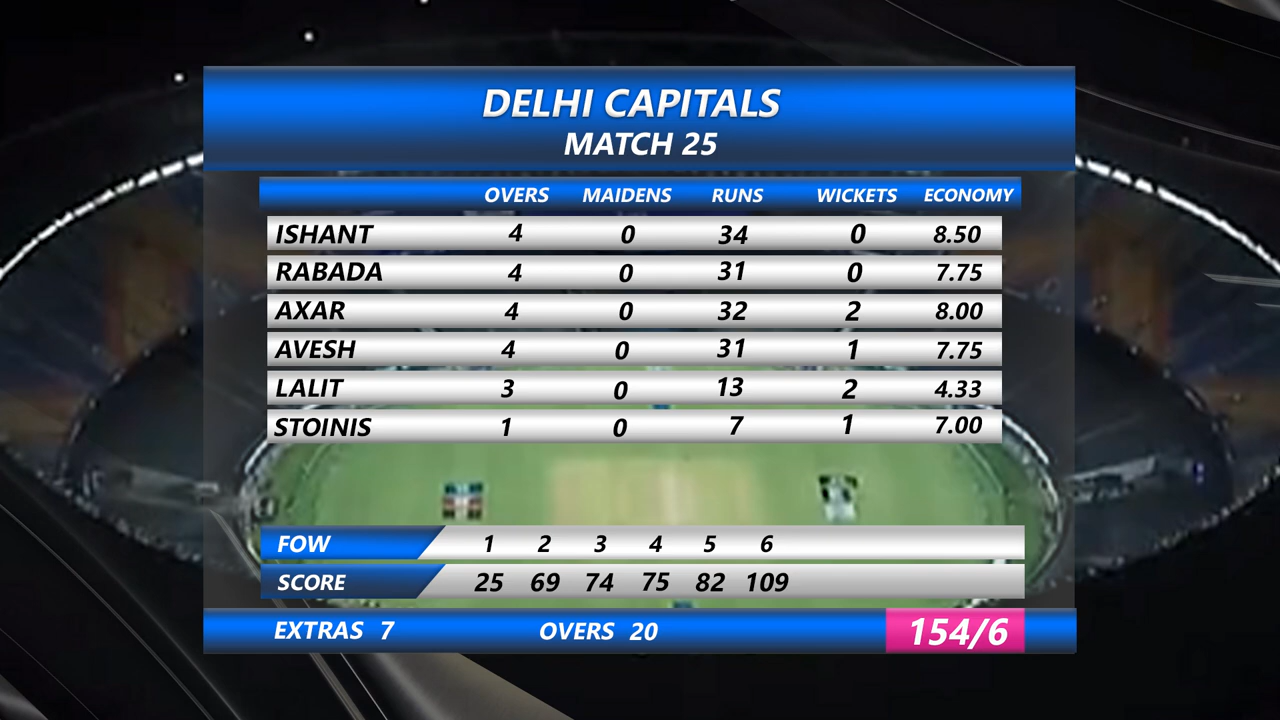 DELHI CAPITALS
MATCH 25
OVERS MAIDENS RUNS WICKETS ECONOMY
ISHANT 4 0 34 0 8.50
RABADA 4 0 31 0 7.75
AXAR 4 0 32 2 8.00
AVESH 4 0 31 1 7.75
LALIT 3 0 13 2 4.33
STOINIS 1 0 7 1 7.00
FOW 1 2 3 4 5 6
SCORE 25 69 74 75 82 109
EXTRAS 7 OVERS 20 154/6